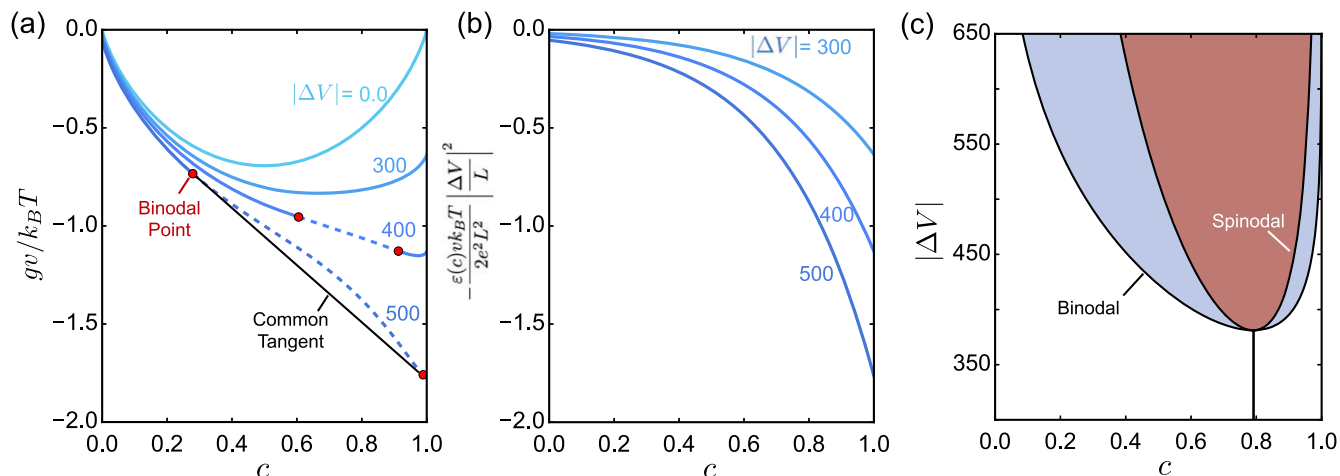 (a)
0.0
−0.5
−1.0
−1.5
−2.0
gv/k_BT
|ΔV|= 0.0
300
400
500
Binodal
Point
Common
Tangent
0.0 0.2 0.4 0.6 0.8 1.0
c
(b)
0.0
−0.5
−1.0
−1.5
−2.0
−ε(c)vk_BT/2e²L² |ΔV/L|²
|ΔV|= 300
400
500
0.0 0.2 0.4 0.6 0.8 1.0
c
(c)
650
550
450
350
|ΔV|
Spinodal
Binodal
0.0 0.2 0.4 0.6 0.8 1.0
c